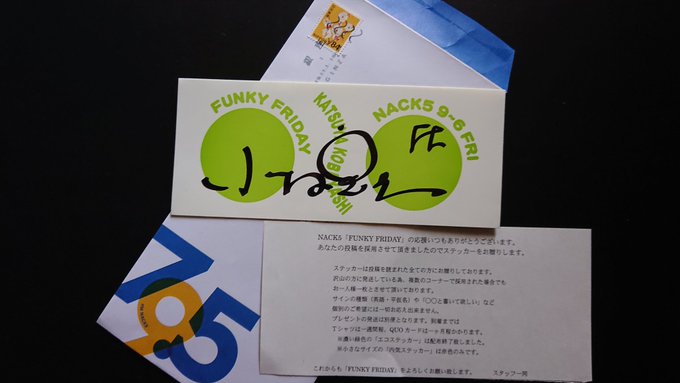 FUNKY FRIDAY
NACK5 9~6 FRI
FF
NACK5「FUNKY FRIDAY」の応援いつもありがとうございます。
あなたの投稿を採用させて頂きましたのでステッカーをお贈りします。
ステッカーは投稿を読まれた全ての方にお贈りしております。
沢山の方に発送している為、複数のコーナーで採用された場合でも
お一人様一枚とさせて頂いております。
サインの種類(英語・平仮名)や「〇〇と書いて欲しい」など
個別のご希望には一切お応え出来ません。
プレゼントの発送は別便となります。到着までは
Tシャツは一週間程、QUOカードは一ヶ月程かかります。
※濃い緑色の「エコステッカー」は配布終了致しました。
※小さなサイズの「内気ステッカー」は赤色のみです。
これからも「FUNKY FRIDAY」をよろしくお願い致します。 スタッフ一同
795
FM NACK5